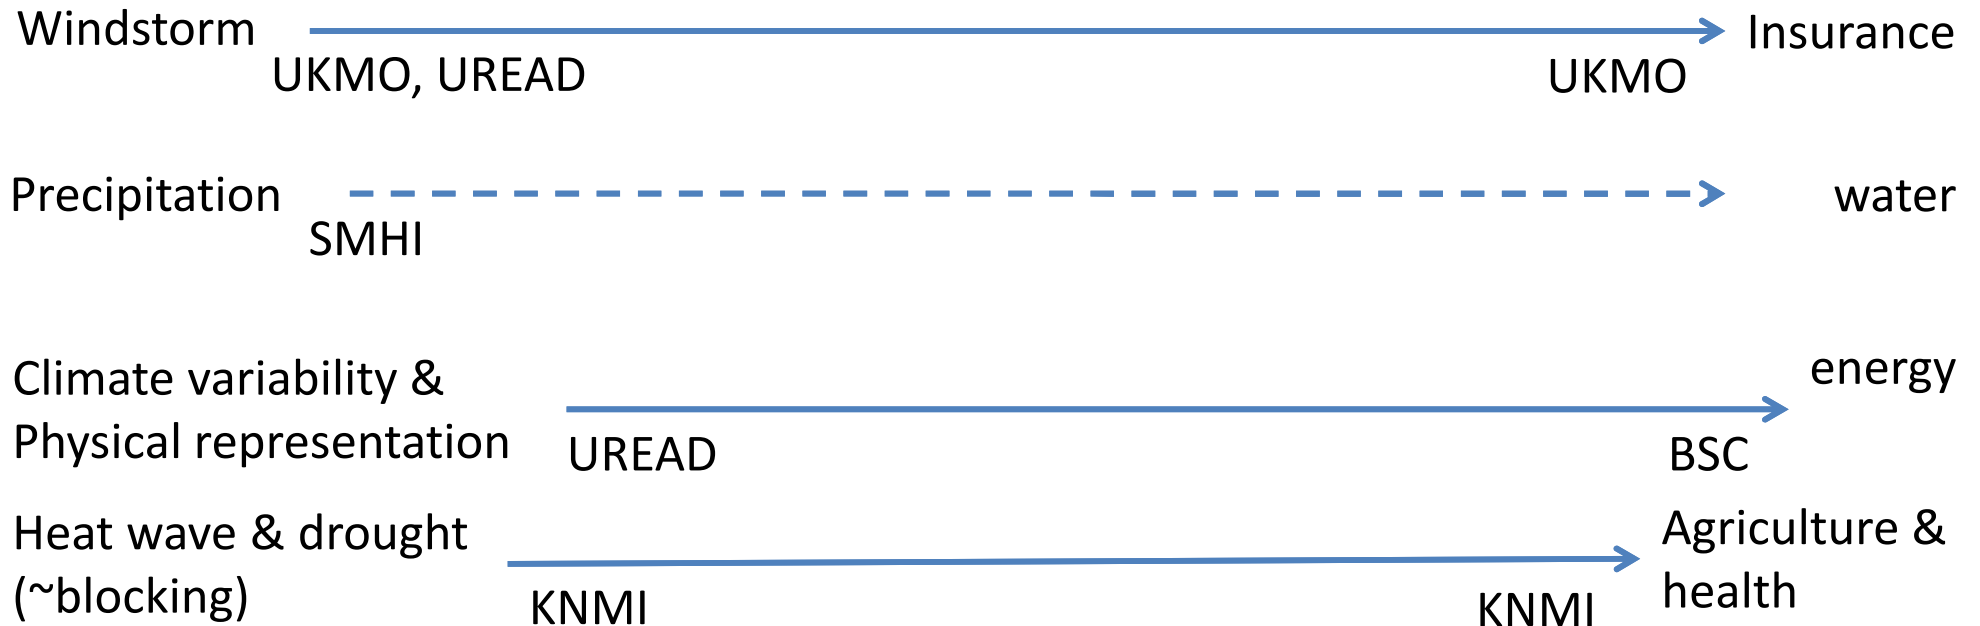 Windstorm
Insurance
UKMO, UREAD
UKMO
Precipitation
water
SMHI
Climate variability &
Physical representation
energy
UREAD
BSC
Heat wave & drought
(~blocking)
Agriculture &
health
KNMI
KNMI